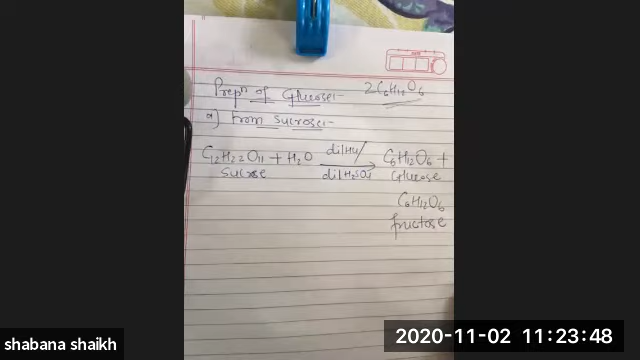 Prepn of Glucose:- 2C6H12O6
a) From Sucrose:-
C12H22O11 + H2O dil HCl/ dil H2SO4 → C6H12O6 +
Sucrose Glucose
C6H12O6
fructose
shabana shaikh
2020-11-02 11:23:48